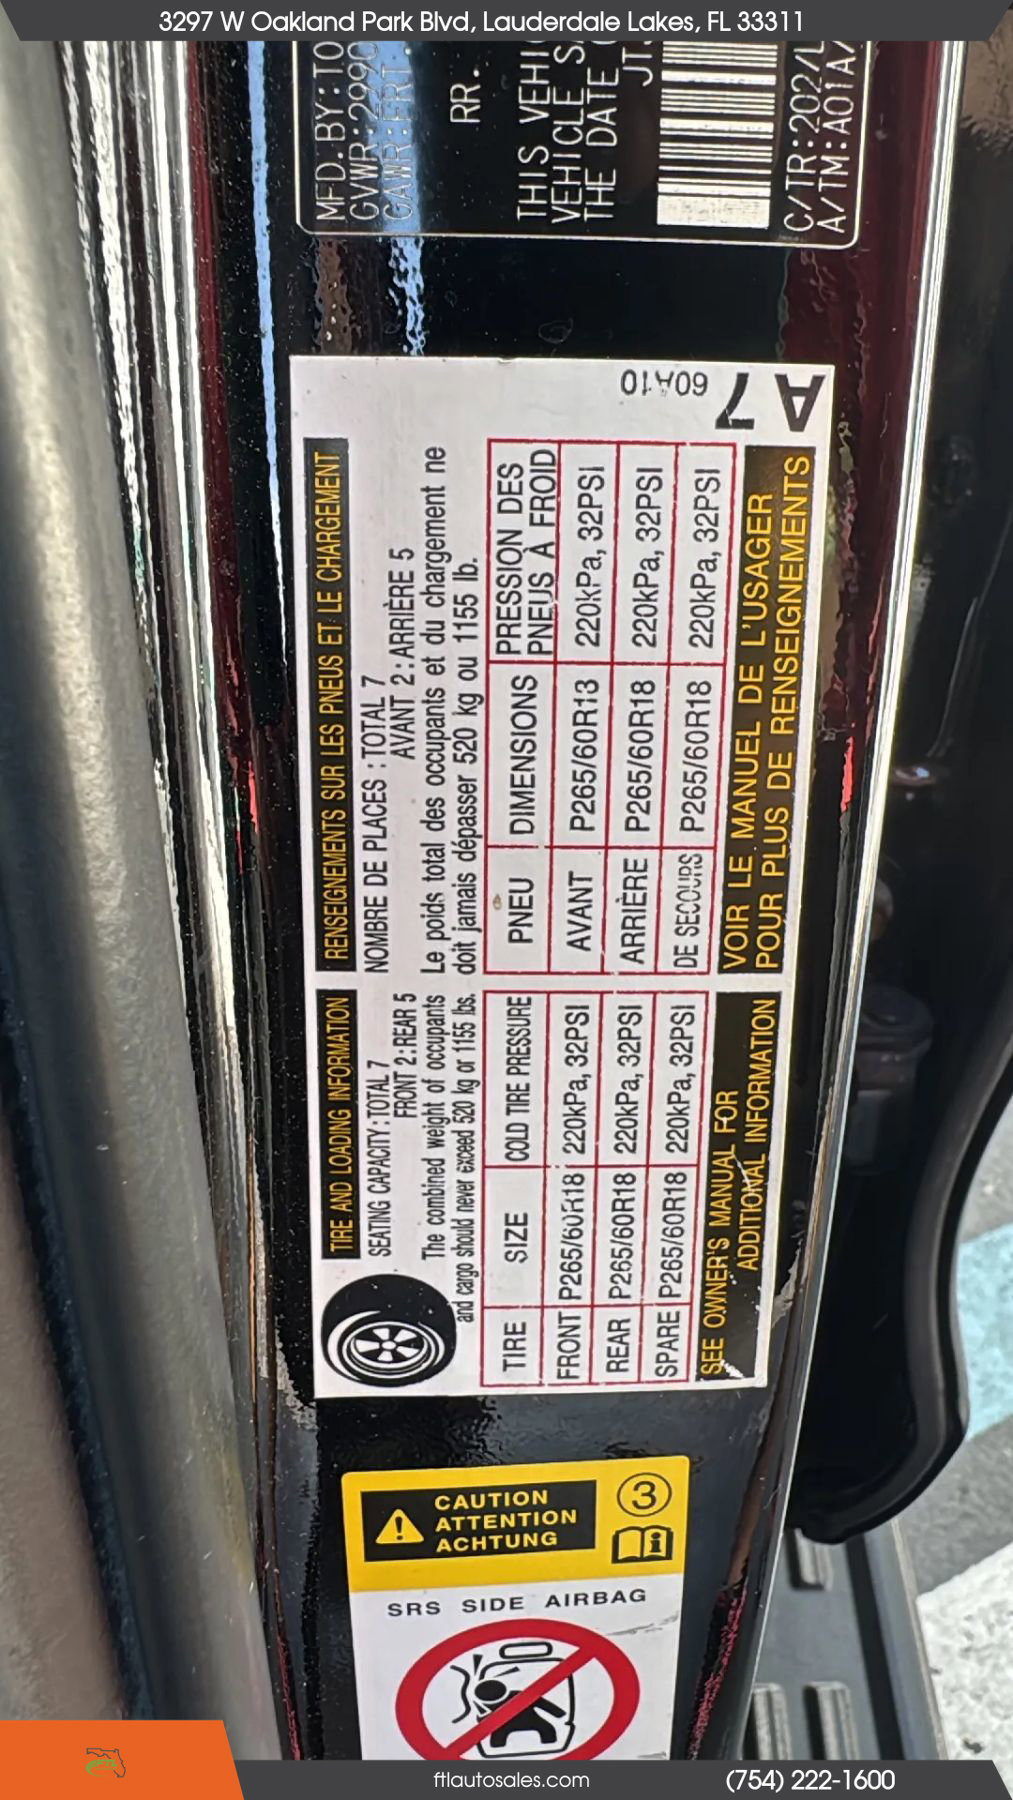 3297 W Oakland Park Blvd, Lauderdale Lakes, FL 33311
MFD. BY: TO
GVWR: 2990
GAWR: FRT
RR.
THIS VEHIC
VEHICLE SA
THE DATE
JT
C/TR: 202/L
A/TM: A01A/
A7
60A10
TIRE AND LOADING INFORMATION
SEATING CAPACITY : TOTAL 7
FRONT 2 : REAR 5
The combined weight of occupants
and cargo should never exceed 520 kg or 1155 lbs.
TIRE SIZE COLD TIRE PRESSURE
FRONT P265/60R18 220kPa, 32PSI
REAR P265/60R18 220kPa, 32PSI
SPARE P265/60R18 220kPa, 32PSI
SEE OWNER'S MANUAL FOR
ADDITIONAL INFORMATION
RENSEIGNEMENTS SUR LES PNEUS ET LE CHARGEMENT
NOMBRE DE PLACES : TOTAL 7
AVANT 2 : ARRIÈRE 5
Le poids total des occupants et du chargement ne
doit jamais dépasser 520 kg ou 1155 lb.
PNEU DIMENSIONS PRESSION DES
PNEUS À FROID
AVANT P265/60R13 220kPa, 32PSI
ARRIÈRE P265/60R18 220kPa, 32PSI
DE SECOURS P265/60R18 220kPa, 32PSI
VOIR LE MANUEL DE L'USAGER
POUR PLUS DE RENSEIGNEMENTS
CAUTION
ATTENTION
ACHTUNG
3
SRS SIDE AIRBAG
ftlautosales.com
(754) 222-1600